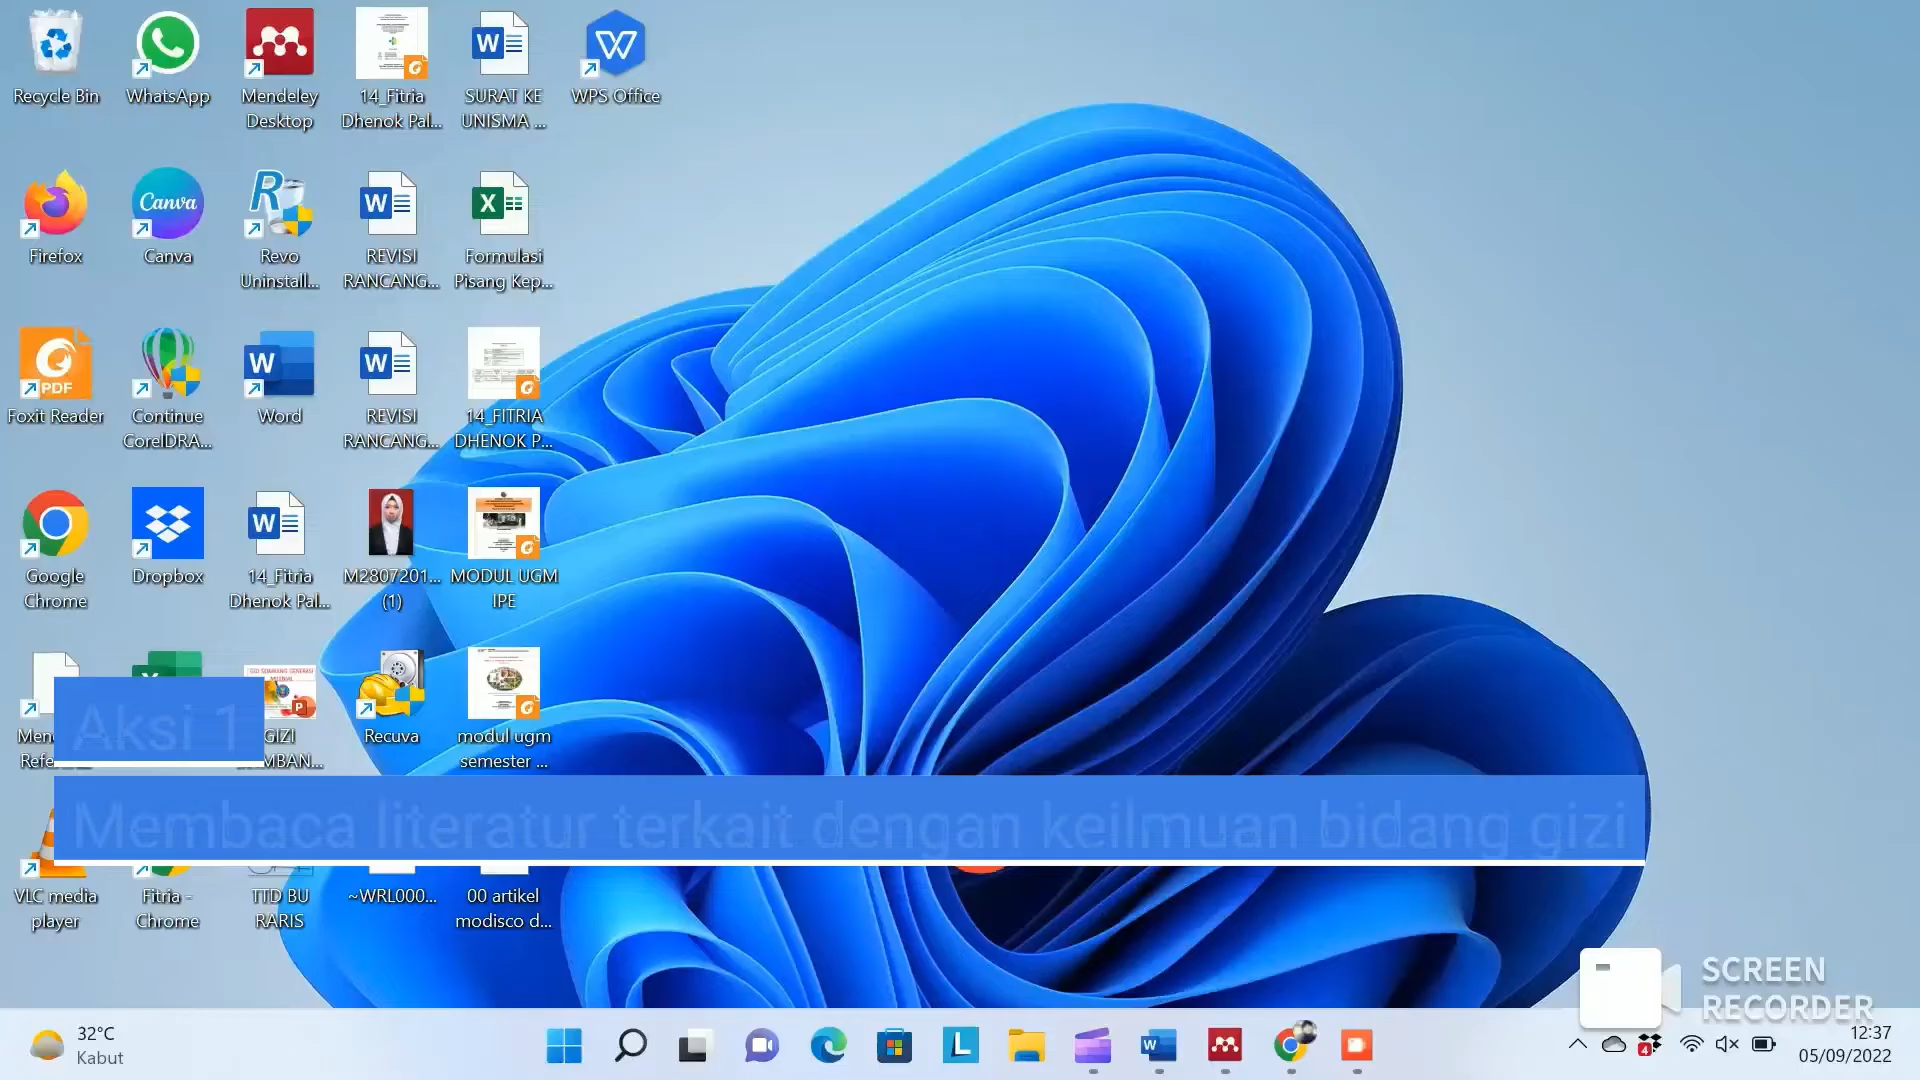 Recycle Bin
WhatsApp
Mendeley
Desktop
14_Fitria
Dhenok Pal...
SURAT KE
UNISMA ...
WPS Office
Firefox
Canva
Revo
Uninstall...
REVISI
RANCANG...
Formulasi
Pisang Kep...
Foxit Reader
Continue
CorelDRA...
Word
REVISI
RANCANG...
14_FITRIA
DHENOK P...
Google
Chrome
Dropbox
14_Fitria
Dhenok Pal...
M2807201...
(1)
MODUL UGM
IPE
Recuva
modul ugm
semester ...
GIZI
Aksi 1
Membaca literatur terkait dengan keilmuan bidang gizi
VLC media
player
Fitria -
Chrome
TTD BU
RARIS
~WRL000...
00 artikel
modisco d...
SCREEN
RECORDER
32°C
Kabut
12:37
05/09/2022